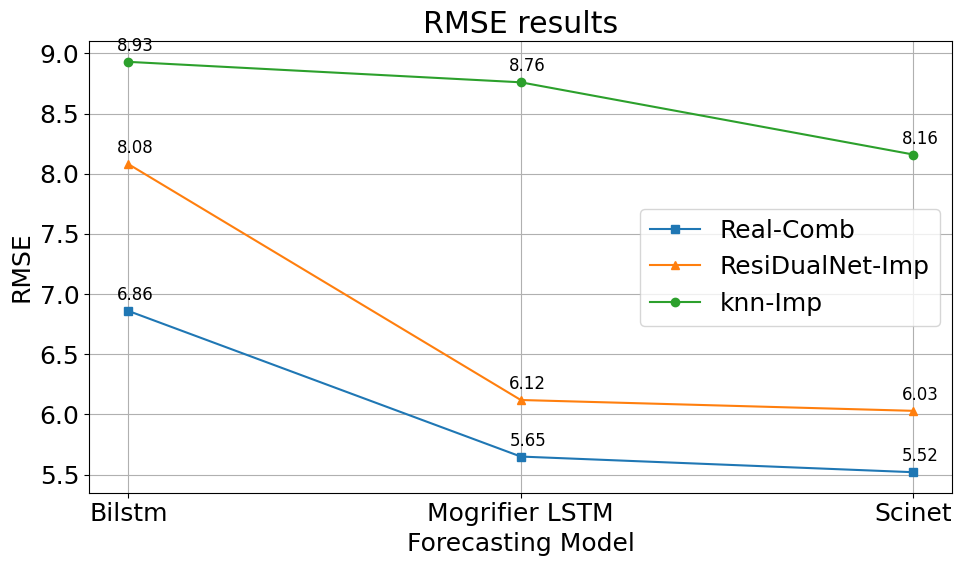 RMSE results
RMSE
9.0
8.5
8.0
7.5
7.0
6.5
6.0
5.5
8.93
8.76
8.16
8.08
6.12
6.03
6.86
5.65
5.52
Real-Comb
ResiDualNet-Imp
knn-Imp
Bilstm
Mogrifier LSTM
Scinet
Forecasting Model